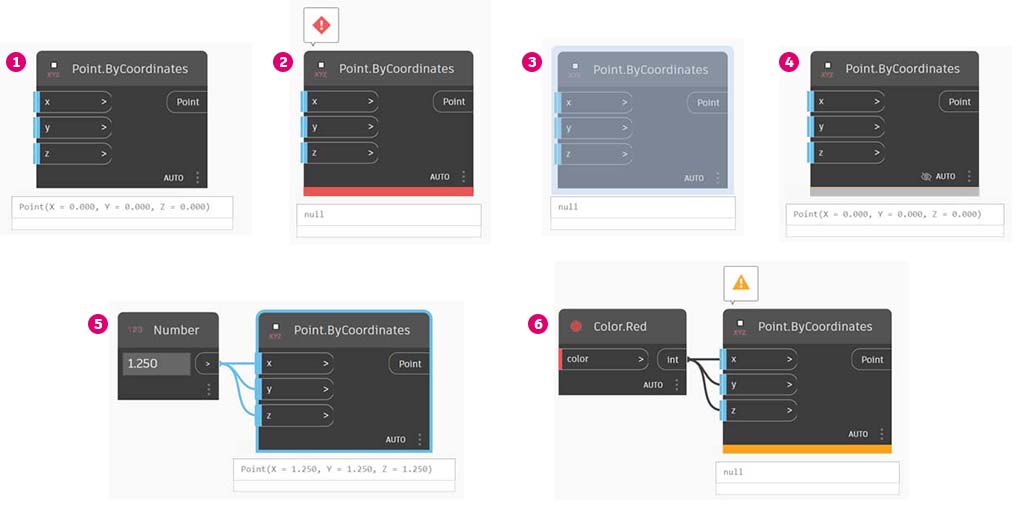 1
XYZ
Point.ByCoordinates
x >
Point
y >
z >
AUTO
Point(X = 0.000, Y = 0.000, Z = 0.000)
2
!
XYZ
Point.ByCoordinates
x >
Point
y >
z >
AUTO
null
3
XYZ
Point.ByCoordinates
x >
Point
y >
z >
AUTO
null
4
XYZ
Point.ByCoordinates
x >
Point
y >
z >
AUTO
Point(X = 0.000, Y = 0.000, Z = 0.000)
5
123 Number
1.250 >
XYZ
Point.ByCoordinates
x >
Point
y >
z >
AUTO
Point(X = 1.250, Y = 1.250, Z = 1.250)
6
Color.Red
color > int
AUTO
!
XYZ
Point.ByCoordinates
x >
Point
y >
z >
AUTO
null